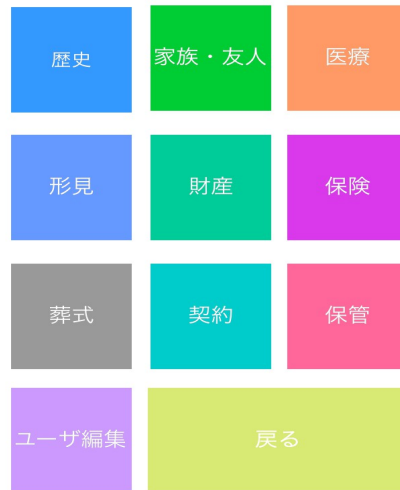 歴史
家族・友人
医療
形見
財産
保険
葬式
契約
保管
ユーザ編集
戻る